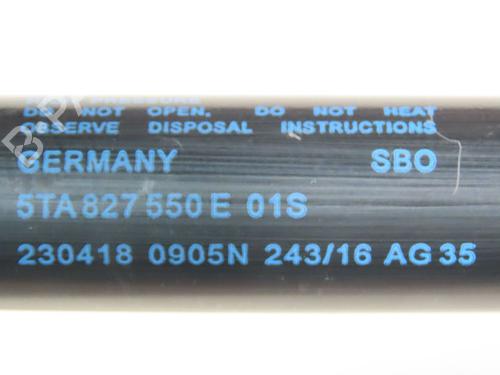 PRESSURE
DO NOT OPEN. DO NOT HEAT
OBSERVE DISPOSAL INSTRUCTIONS
GERMANY SBO
5TA 827 550 E 01S
230418 0905N 243/16 AG 35